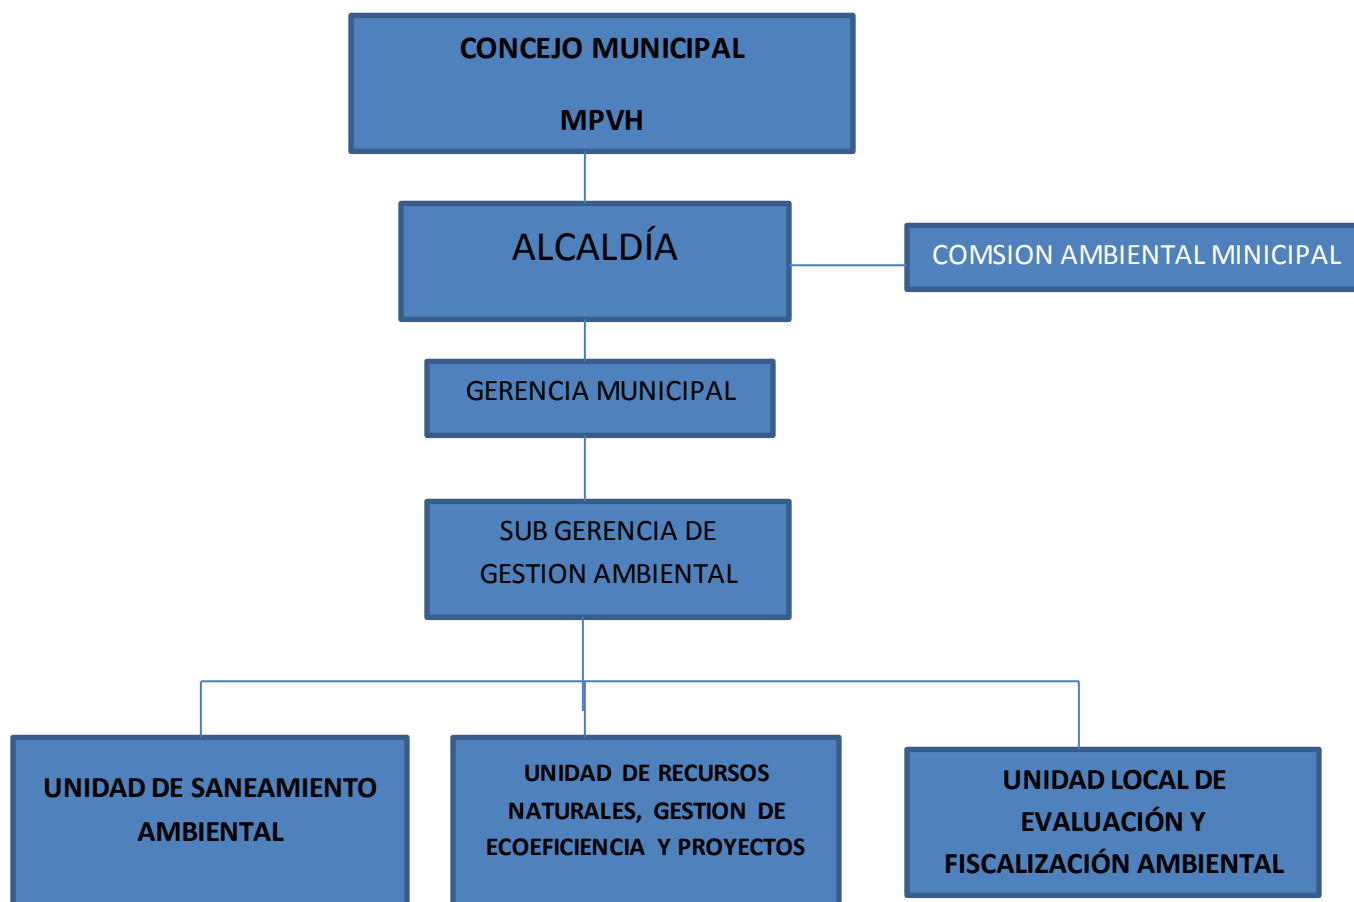 CONCEJO MUNICIPAL
MPVH
ALCALDÍA
COMSION AMBIENTAL MINICIPAL
GERENCIA MUNICIPAL
SUB GERENCIA DE
GESTION AMBIENTAL
UNIDAD DE SANEAMIENTO
AMBIENTAL
UNIDAD DE RECURSOS
NATURALES, GESTION DE
ECOEFICIENCIA Y PROYECTOS
UNIDAD LOCAL DE
EVALUACIÓN Y
FISCALIZACIÓN AMBIENTAL